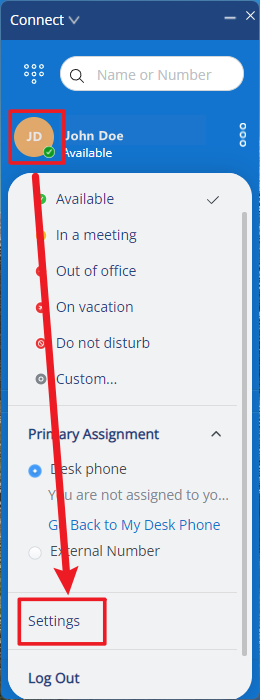 Connect
Name or Number
JD
John Doe
Available
Available
In a meeting
Out of office
On vacation
Do not disturb
Custom...
Primary Assignment
Desk phone
You are not assigned to yo...
Go Back to My Desk Phone
External Number
Settings
Log Out